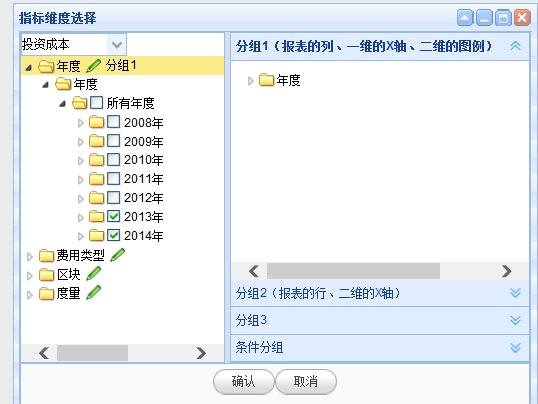 指标维度选择
投资成本
年度 分组1
年度
所有年度
2008年
2009年
2010年
2011年
2012年
2013年
2014年
费用类型
区块
度量
分组1（报表的列、一维的X轴、二维的图例）
年度
分组2（报表的行、二维的X轴）
分组3
条件分组
确认 取消